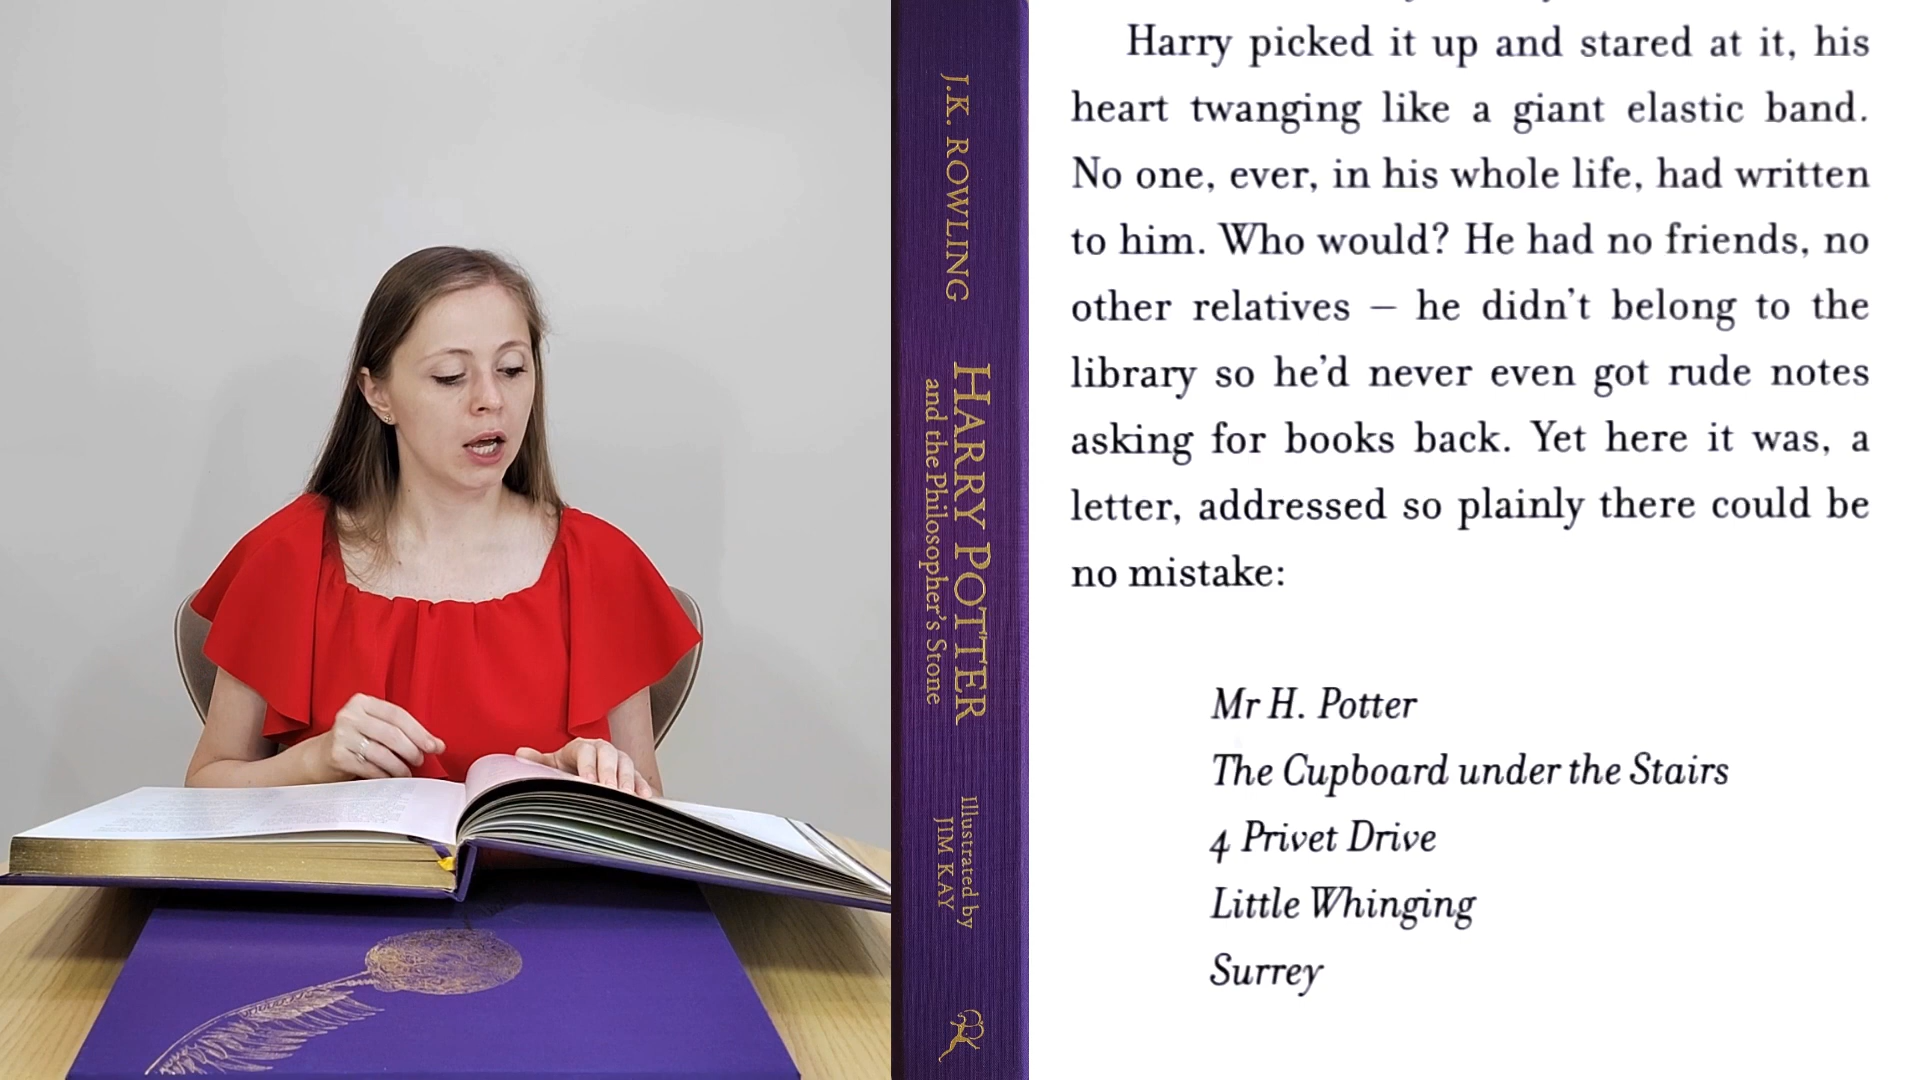 J.K. ROWLING
HARRY POTTER
and the Philosopher's Stone
Illustrated by
JIM KAY
Harry picked it up and stared at it, his
heart twanging like a giant elastic band.
No one, ever, in his whole life, had written
to him. Who would? He had no friends, no
other relatives – he didn't belong to the
library so he'd never even got rude notes
asking for books back. Yet here it was, a
letter, addressed so plainly there could be
no mistake:
Mr H. Potter
The Cupboard under the Stairs
4 Privet Drive
Little Whinging
Surrey